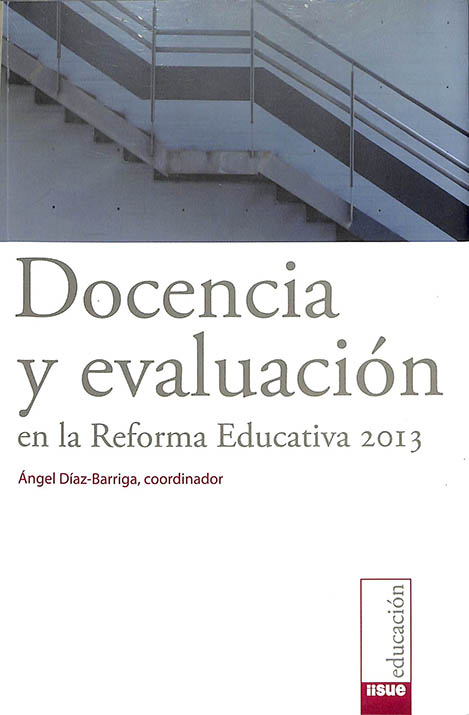 Docencia
y evaluación
en la Reforma Educativa 2013
Ángel Díaz-Barriga, coordinador
educación
iisue